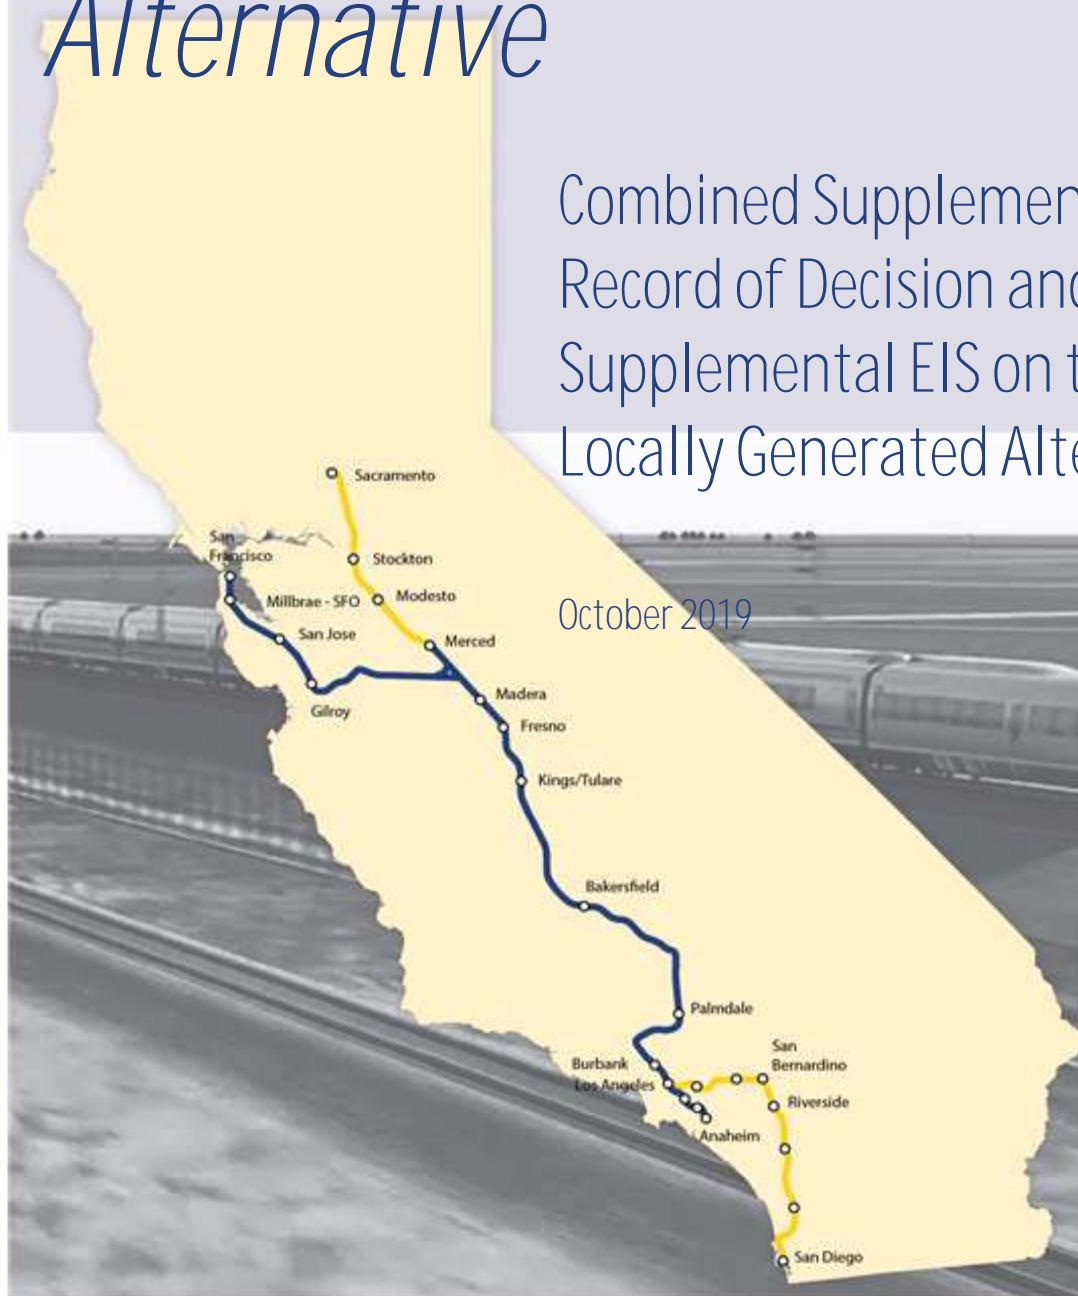 Alternative
Combined Supplemen
Record of Decision and
Supplemental EIS on t
Locally Generated Alte
October 2019
Sacramento
San
Francisco
Stockton
Millbrae - SFO
Modesto
San Jose
Merced
Gilroy
Madera
Fresno
Kings/Tulare
Bakersfield
Palmdale
Burbank
San
Bernardino
Los Angeles
Riverside
Anaheim
San Diego